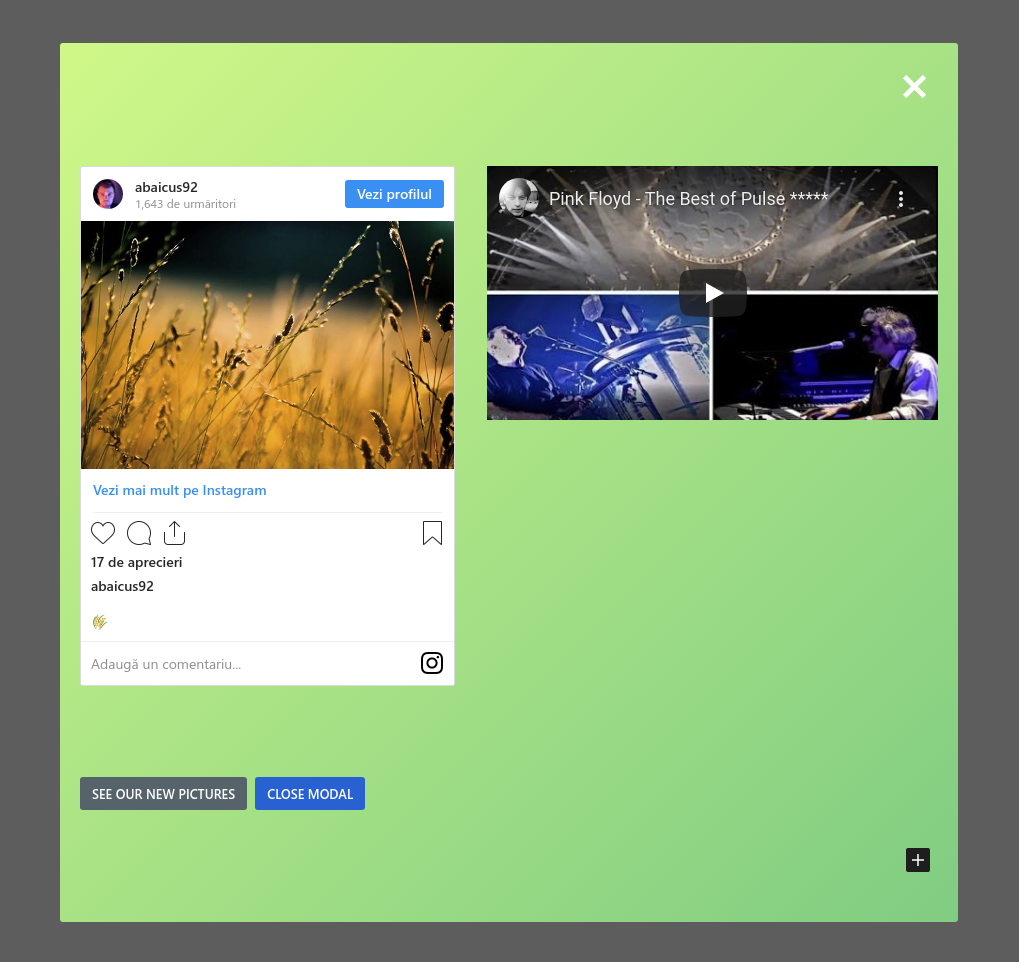 abaicus92
1,643 de urmăritori
Vezi profilul
Vezi mai mult pe Instagram
17 de aprecieri
abaicus92
Adaugă un comentariu...
Pink Floyd - The Best of Pulse *****
SEE OUR NEW PICTURES
CLOSE MODAL